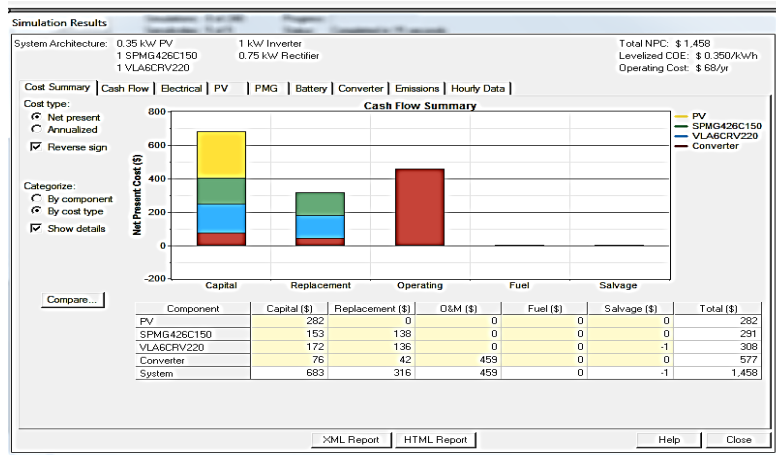 Simulation Results
System Architecture: 0.35 kW PV 1 kW Inverter Total NPC: $ 1,458
1 SPMG426C150 0.75 kW Rectifier Levelized COE: $ 0.350/kWh
1 VLA6CRV220 Operating Cost: $ 68/yr
Cost Summary Cash Flow Electrical PV PMG Battery Converter Emissions Hourly Data
Cost type:
Net present
Annualized
Reverse sign
Categorize:
By component
By cost type
Show details
Compare...
Cash Flow Summary
Net Present Cost ($)
800
600
400
200
0
-200
Capital Replacement Operating Fuel Salvage
PV
SPMG426C150
VLA6CRV220
Converter
Component Capital ($) Replacement ($) O&M ($) Fuel ($) Salvage ($) Total ($)
PV 282 0 0 0 0 282
SPMG426C150 153 138 0 0 0 291
VLA6CRV220 172 136 0 0 -1 308
Converter 76 42 459 0 0 577
System 683 316 459 0 -1 1,458
XML Report HTML Report Help Close